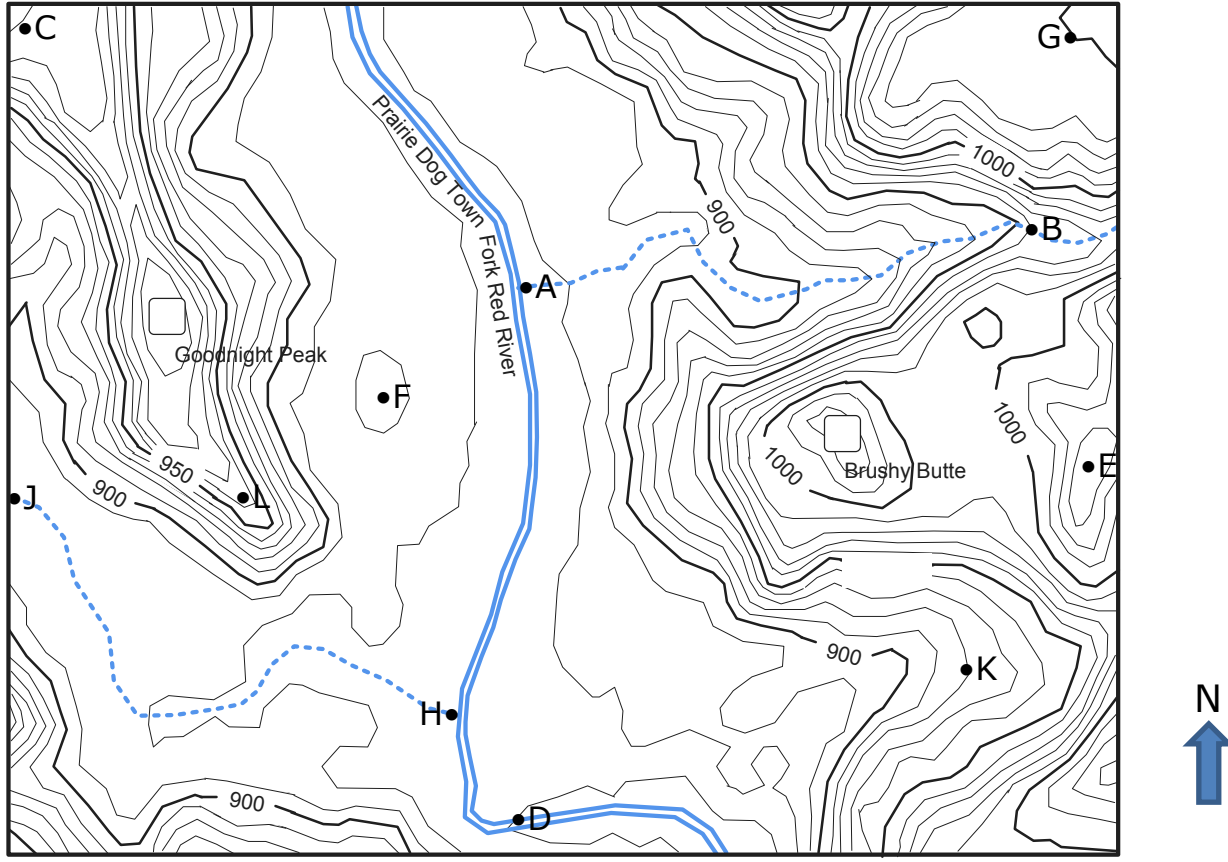 C
G
1000
Prairie Dog Town Fork Red River
900
B
A
Goodnight Peak
F
1000
950
1000
Brushy Butte
E
900
L
J
900
K
N
H
900
D